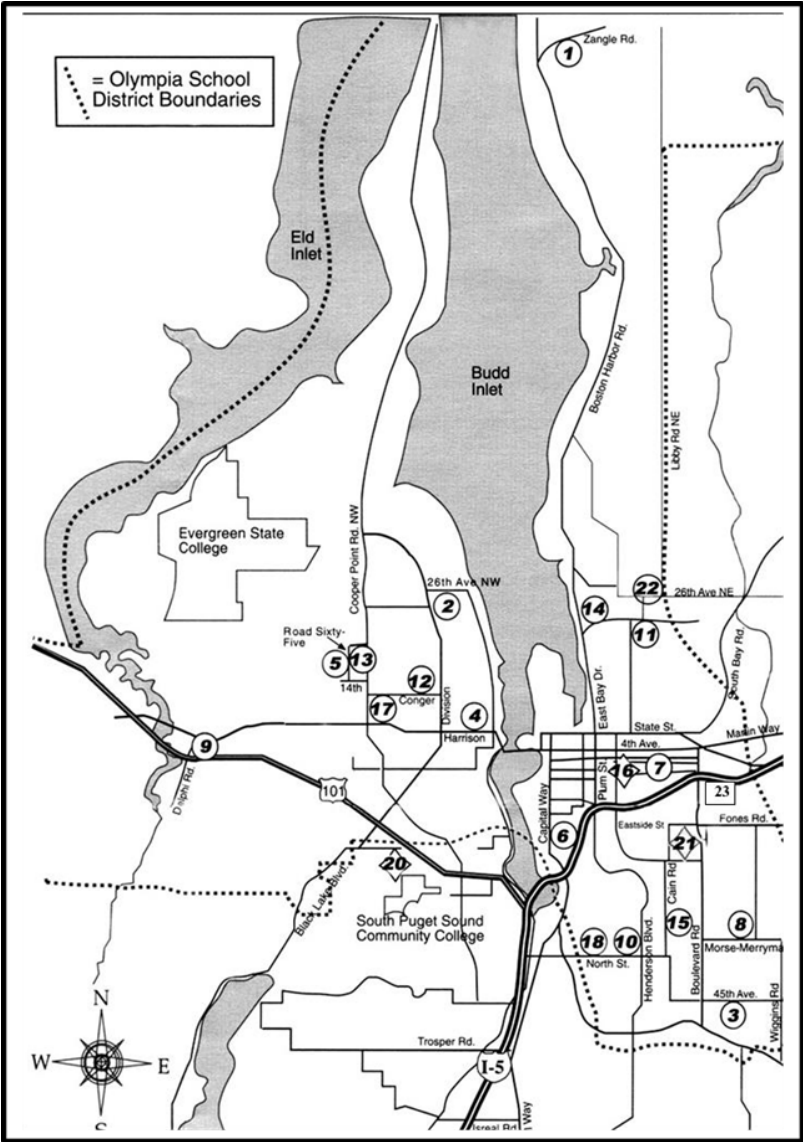 = Olympia School
District Boundaries
1
Zangle Rd.
Eld
Inlet
Budd
Inlet
Boston Harbor Rd.
Libby Rd NE
Evergreen State
College
Cooper Point Rd. NW
26th Ave NW
2
22
26th Ave NE
14
11
Road Sixty-
Five
5
13
14th
12
Conger
Division
17
4
Harrison
East Bay Dr.
South Bay Rd.
State St.
Martin Way
4th Ave.
9
Delphi Rd.
101
Capital Way
Plum St.
16
7
23
6
Eastside St
Fones Rd.
21
20
Black Lake Blvd.
South Puget Sound
Community College
Cain Rd
15
8
18
10
North St.
Henderson Blvd.
Boulevard Rd
Morse-Merryma
45th Ave.
3
Wiggins Rd
N
W
E
S
Trosper Rd.
I-5
Isreal Rd.
n Way